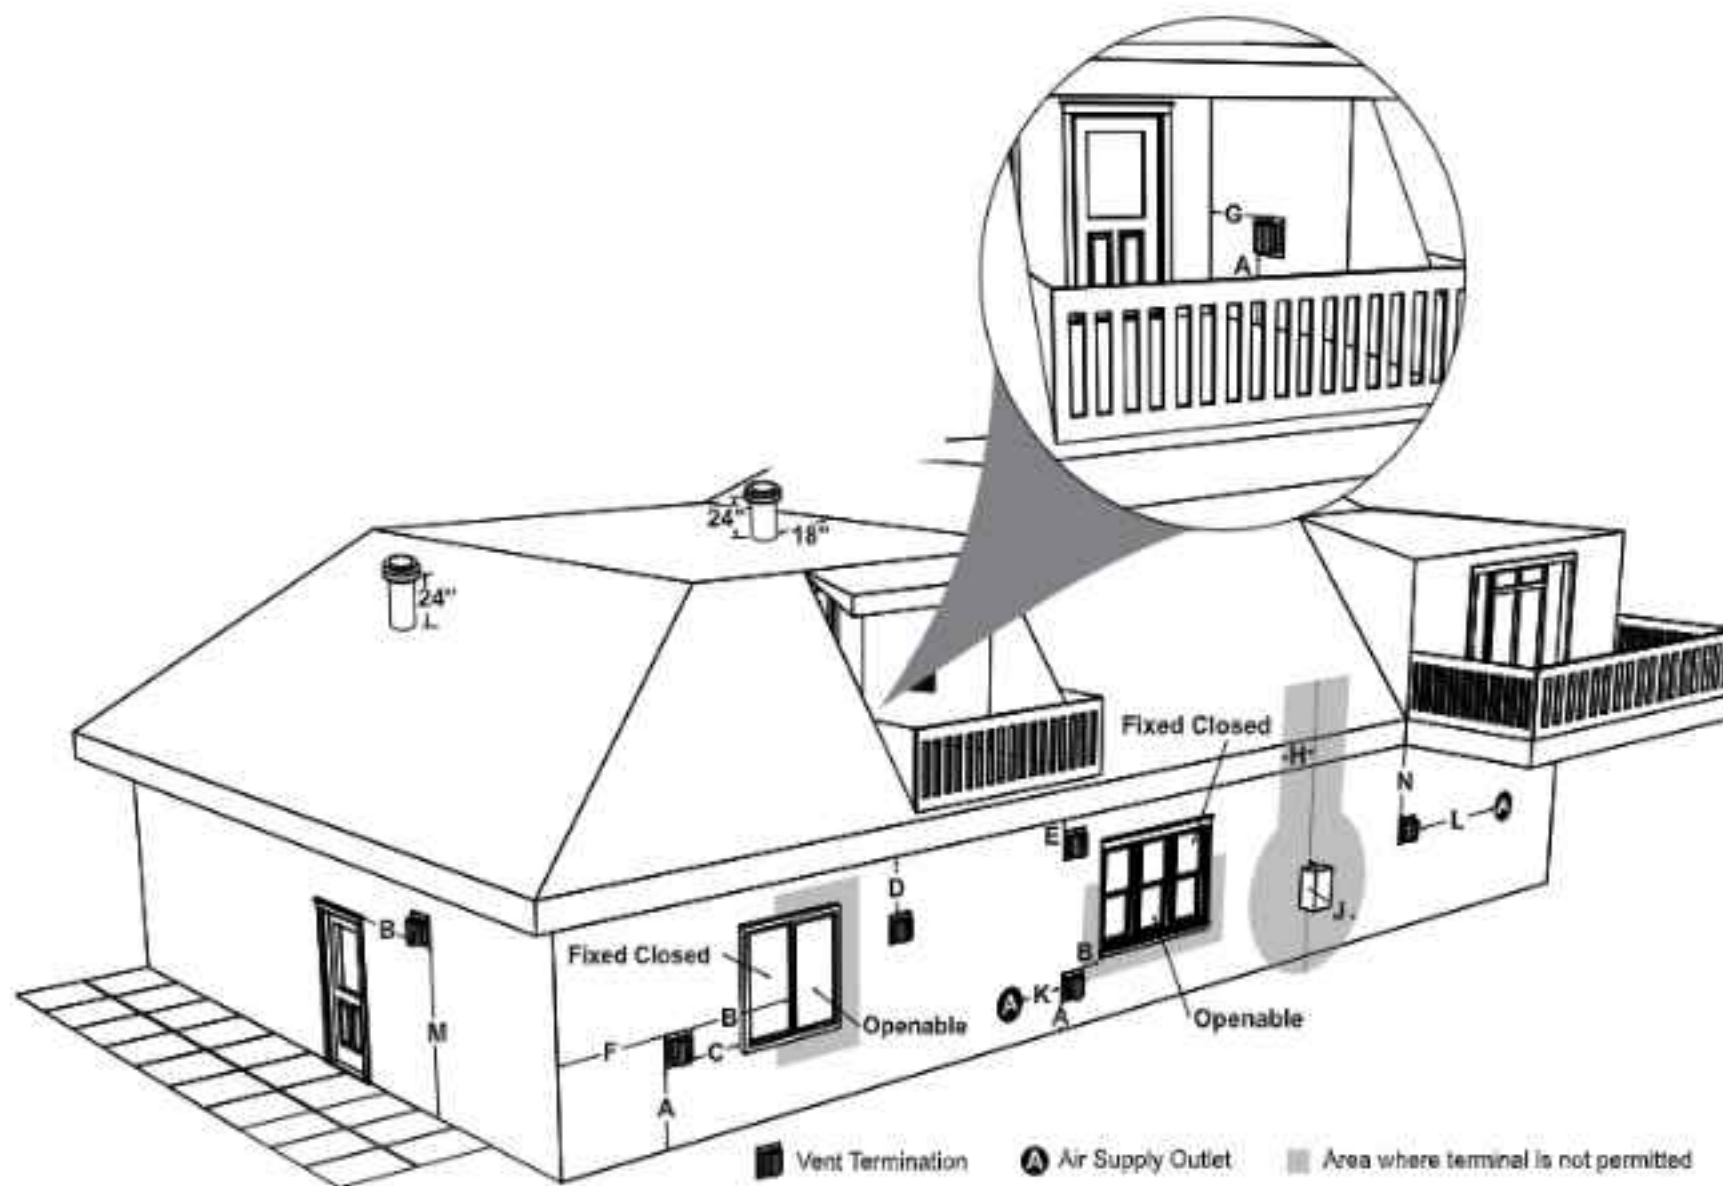 G
A
24"
18"
24"
Fixed Closed
-H-
N
E
L
D
B
J.
Fixed Closed
B
K
A
A
Openable
B
Openable
M
F
C
A
Vent Termination
A Air Supply Outlet
Area where terminal is not permitted